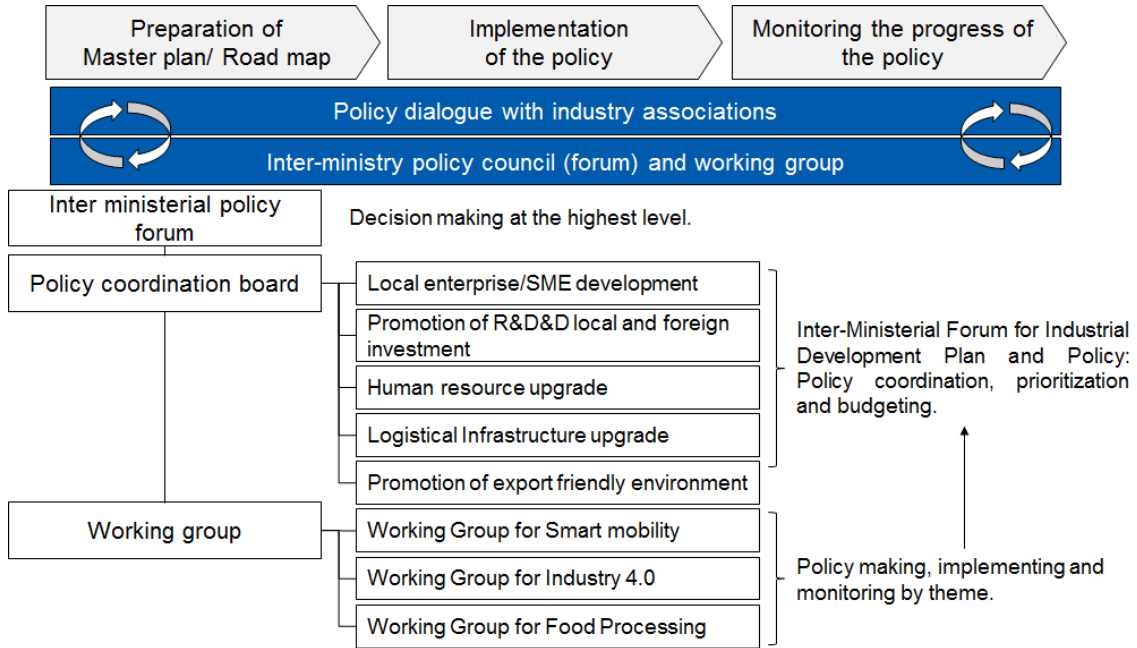 Preparation of
Master plan/ Road map
Implementation
of the policy
Monitoring the progress of
the policy
Policy dialogue with industry associations
Inter-ministry policy council (forum) and working group
Inter ministerial policy
forum
Decision making at the highest level.
Policy coordination board
Local enterprise/SME development
Promotion of R&D&D local and foreign
investment
Human resource upgrade
Logistical Infrastructure upgrade
Promotion of export friendly environment
Inter-Ministerial Forum for Industrial
Development Plan and Policy:
Policy coordination, prioritization
and budgeting.
Working group
Working Group for Smart mobility
Working Group for Industry 4.0
Working Group for Food Processing
Policy making, implementing and
monitoring by theme.